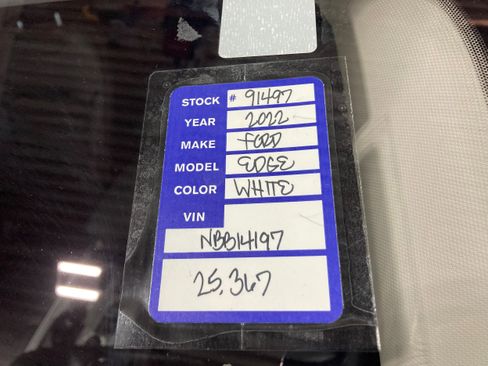 STOCK # 91497
YEAR 2022
MAKE FORD
MODEL EDGE
COLOR WHITE
VIN
NBB14197
25,367